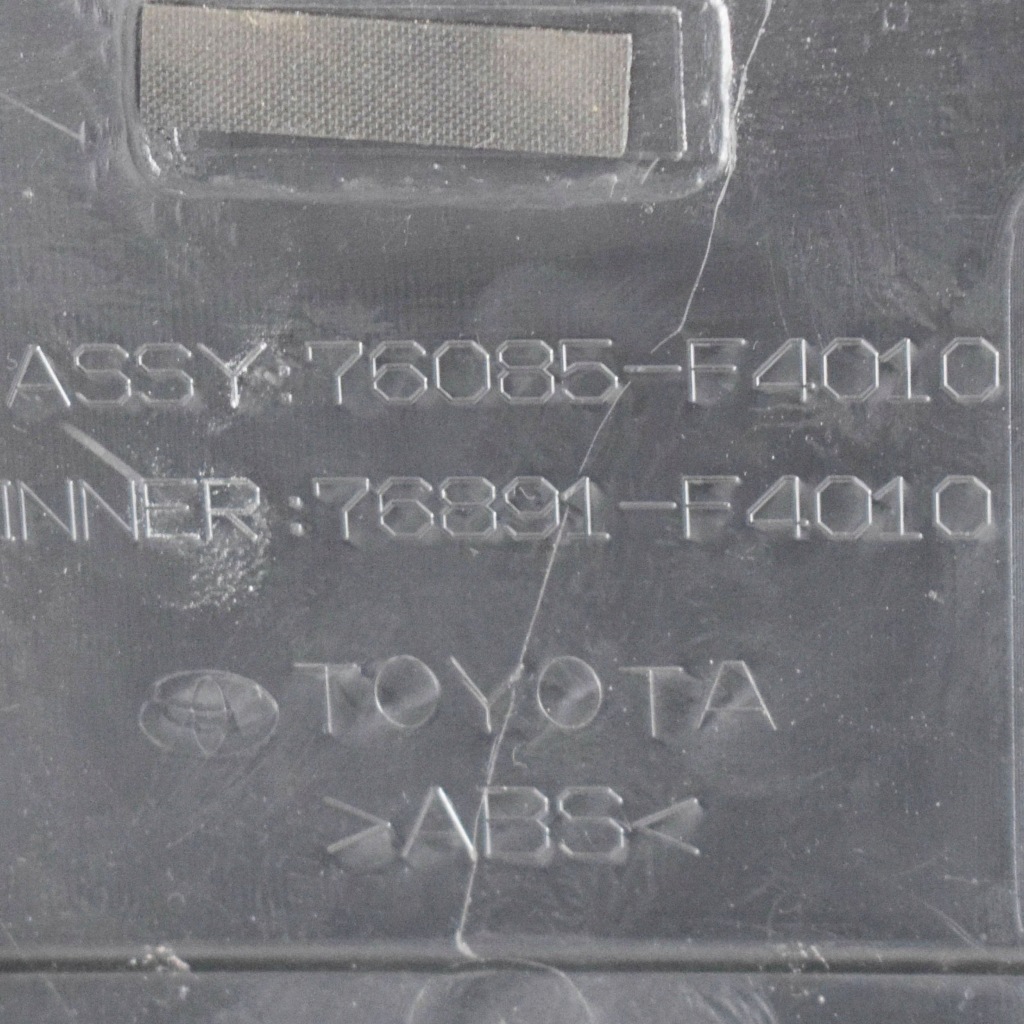 ASSY:76085-F4010
INNER:76891-F4010
TOYOTA
>ABS<